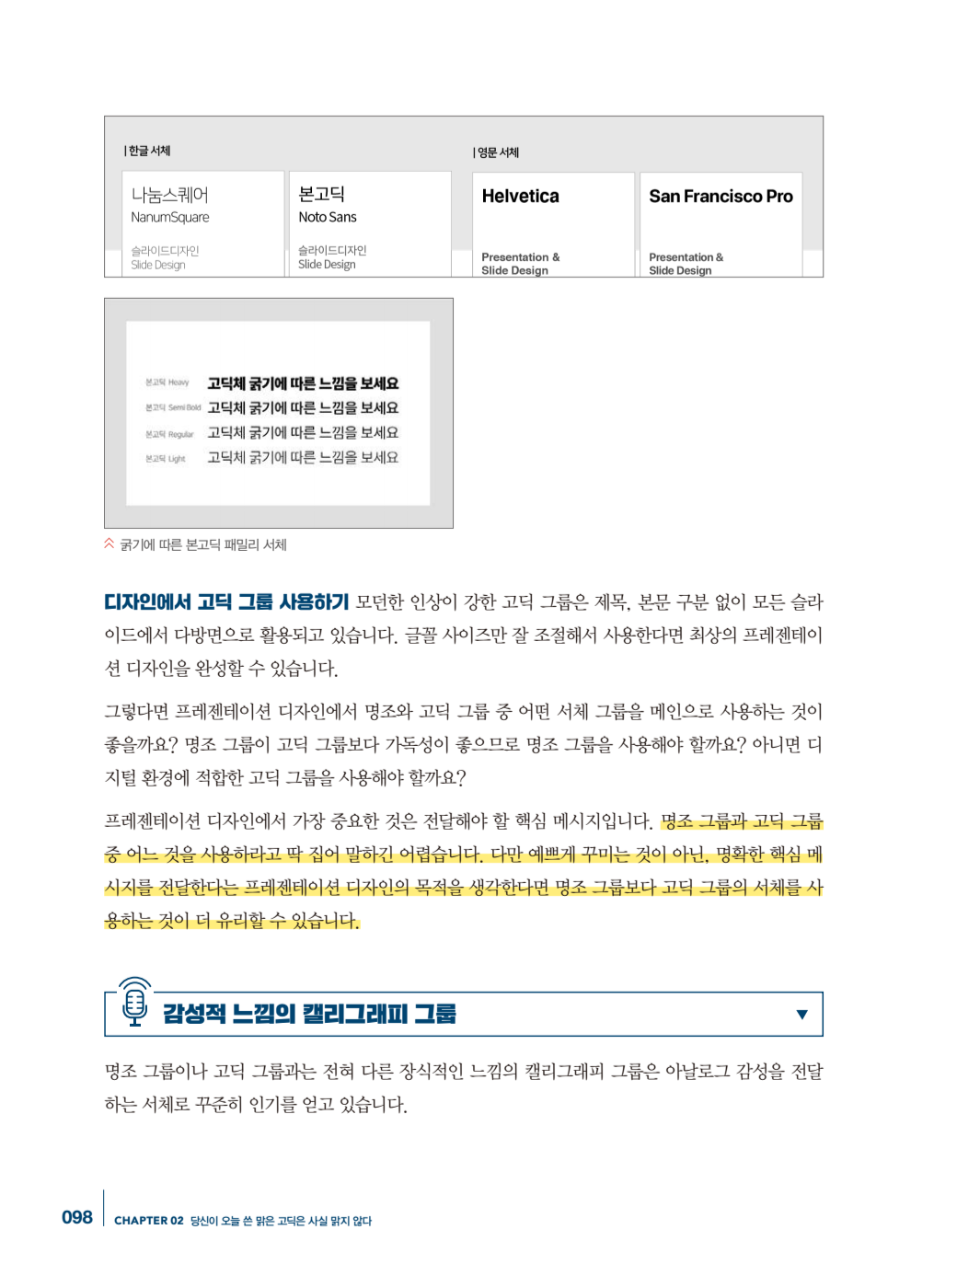 | 한글 서체
| 영문 서체
나눔스퀘어
NanumSquare
슬라이드디자인
Slide Design
본고딕
Noto Sans
슬라이드디자인
Slide Design
Helvetica
Presentation &
Slide Design
San Francisco Pro
Presentation &
Slide Design
본고딕 Heavy 고딕체 굵기에 따른 느낌을 보세요
본고딕 Semi Bold 고딕체 굵기에 따른 느낌을 보세요
본고딕 Regular 고딕체 굵기에 따른 느낌을 보세요
본고딕 Light 고딕체 굵기에 따른 느낌을 보세요
굵기에 따른 본고딕 패밀리 서체
디자인에서 고딕 그룹 사용하기 모던한 인상이 강한 고딕 그룹은 제목, 본문 구분 없이 모든 슬라
이드에서 다방면으로 활용되고 있습니다. 글꼴 사이즈만 잘 조절해서 사용한다면 최상의 프레젠테이
션 디자인을 완성할 수 있습니다.
그렇다면 프레젠테이션 디자인에서 명조와 고딕 그룹 중 어떤 서체 그룹을 메인으로 사용하는 것이
좋을까요? 명조 그룹이 고딕 그룹보다 가독성이 좋으므로 명조 그룹을 사용해야 할까요? 아니면 디
지털 환경에 적합한 고딕 그룹을 사용해야 할까요?
프레젠테이션 디자인에서 가장 중요한 것은 전달해야 할 핵심 메시지입니다. 명조 그룹과 고딕 그룹
중 어느 것을 사용하라고 딱 집어 말하긴 어렵습니다. 다만 예쁘게 꾸미는 것이 아닌, 명확한 핵심 메
시지를 전달한다는 프레젠테이션 디자인의 목적을 생각한다면 명조 그룹보다 고딕 그룹의 서체를 사
용하는 것이 더 유리할 수 있습니다.
감성적 느낌의 캘리그래피 그룹
명조 그룹이나 고딕 그룹과는 전혀 다른 장식적인 느낌의 캘리그래피 그룹은 아날로그 감성을 전달
하는 서체로 꾸준히 인기를 얻고 있습니다.
098 CHAPTER 02 당신이 오늘 쓴 맑은 고딕은 사실 맑지 않다